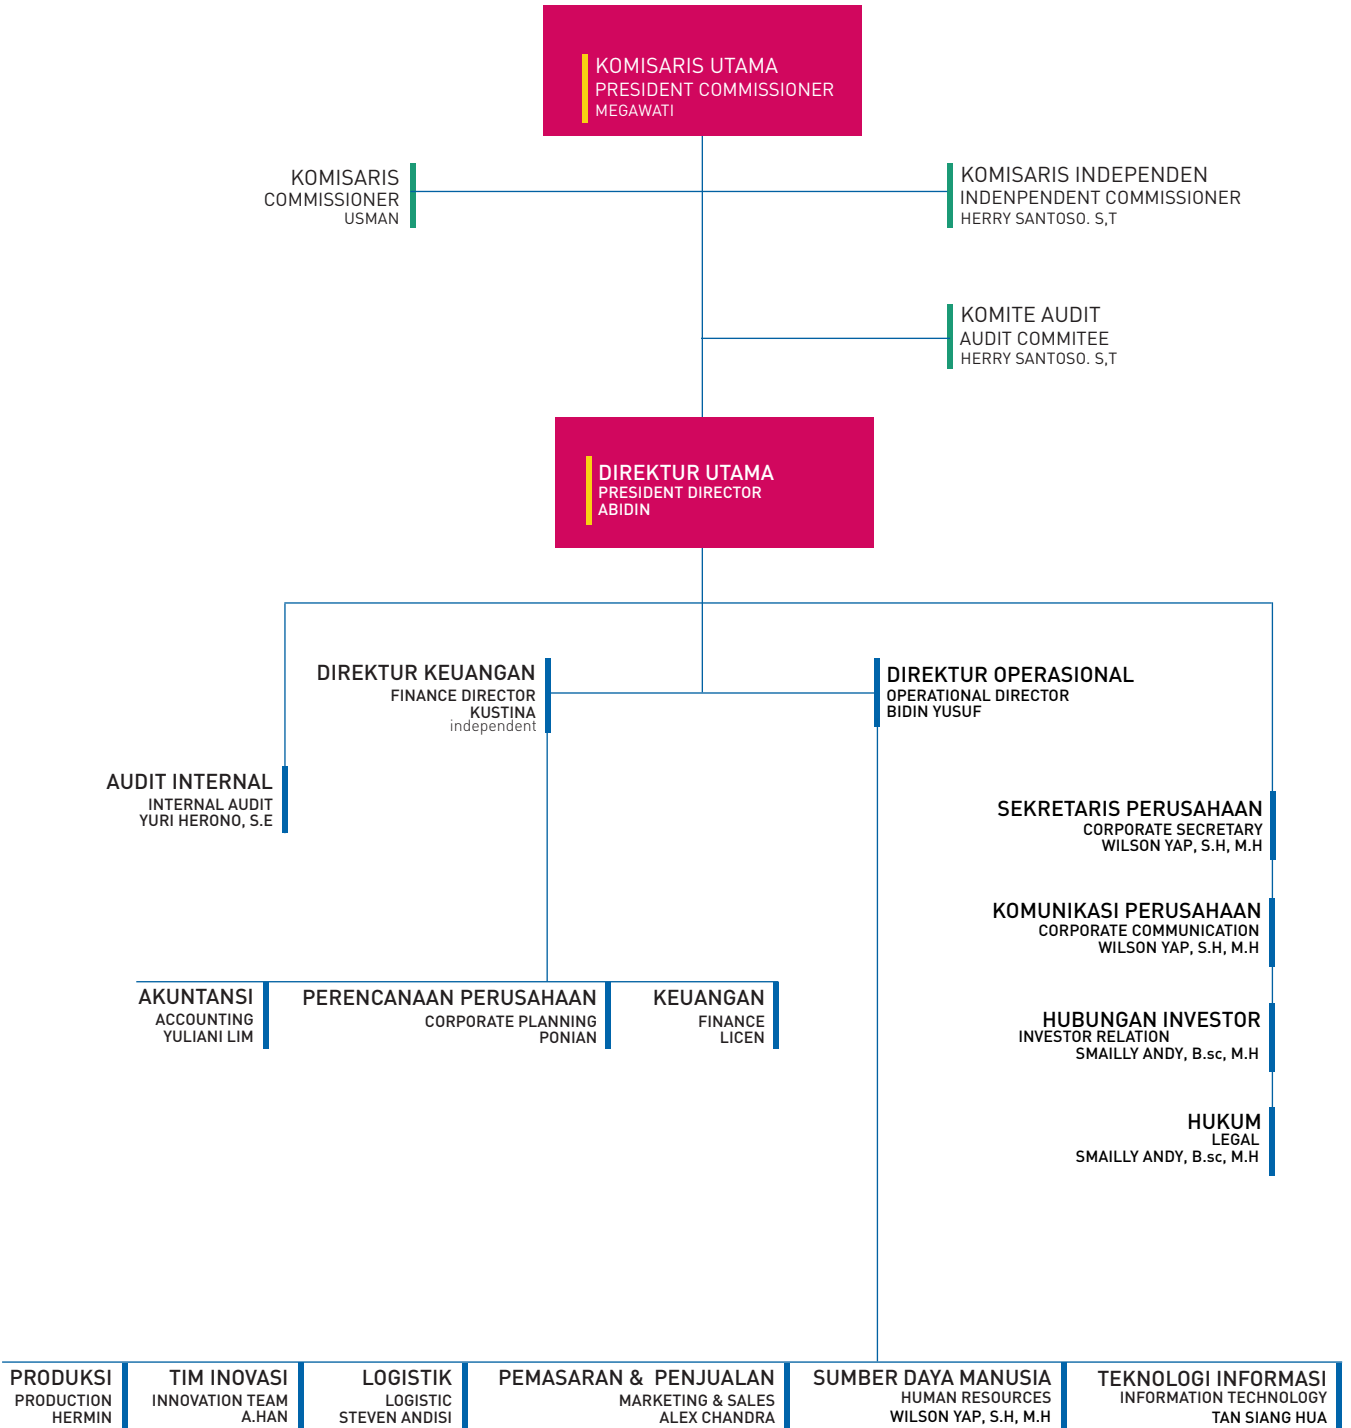 KOMISARIS UTAMA
PRESIDENT COMMISSIONER
MEGAWATI
KOMISARIS
COMMISSIONER
USMAN
KOMISARIS INDEPENDEN
INDENPENDENT COMMISSIONER
HERRY SANTOSO. S,T
KOMITE AUDIT
AUDIT COMMITEE
HERRY SANTOSO. S,T
DIREKTUR UTAMA
PRESIDENT DIRECTOR
ABIDIN
DIREKTUR KEUANGAN
FINANCE DIRECTOR
KUSTINA
independent
DIREKTUR OPERASIONAL
OPERATIONAL DIRECTOR
BIDIN YUSUF
AUDIT INTERNAL
INTERNAL AUDIT
YURI HERONO, S.E
SEKRETARIS PERUSAHAAN
CORPORATE SECRETARY
WILSON YAP, S.H, M.H
KOMUNIKASI PERUSAHAAN
CORPORATE COMMUNICATION
WILSON YAP, S.H, M.H
AKUNTANSI
ACCOUNTING
YULIANI LIM
PERENCANAAN PERUSAHAAN
CORPORATE PLANNING
PONIAN
KEUANGAN
FINANCE
LICEN
HUBUNGAN INVESTOR
INVESTOR RELATION
SMAILLY ANDY, B.sc, M.H
HUKUM
LEGAL
SMAILLY ANDY, B.sc, M.H
PRODUKSI
PRODUCTION
HERMIN
TIM INOVASI
INNOVATION TEAM
A.HAN
LOGISTIK
LOGISTIC
STEVEN ANDISI
PEMASARAN & PENJUALAN
MARKETING & SALES
ALEX CHANDRA
SUMBER DAYA MANUSIA
HUMAN RESOURCES
WILSON YAP, S.H, M.H
TEKNOLOGI INFORMASI
INFORMATION TECHNOLOGY
TAN SIANG HUA